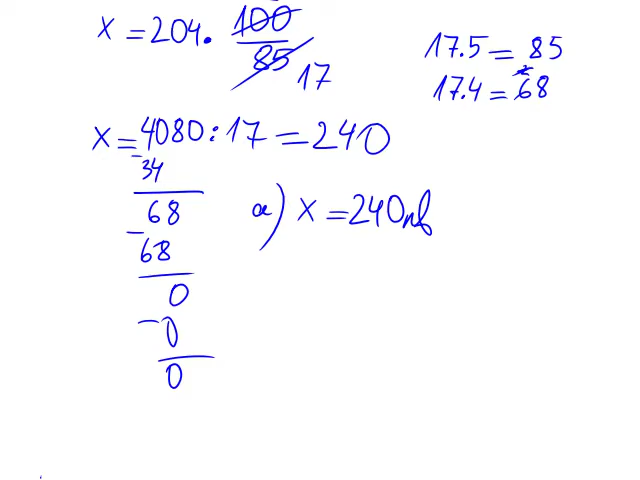 x = 204 · 100/85 17
17.5 = 85
17.4 = 68
x = 4080 : 17 = 240
- 34
68
- 68
0
- 0
0
a) x = 240 лв